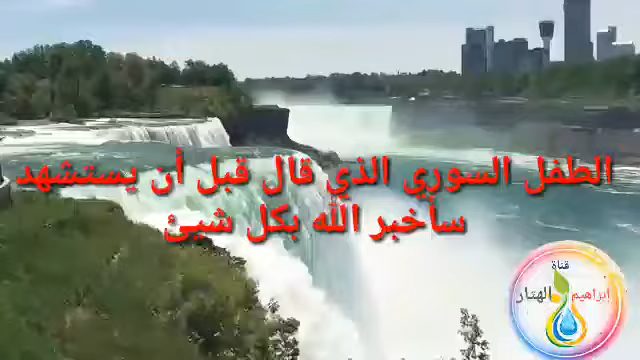 الطفل السوري الذي قال قبل أن يستشهد
سأخبر الله بكل شيئ
قناة
إبراهيم الهتار